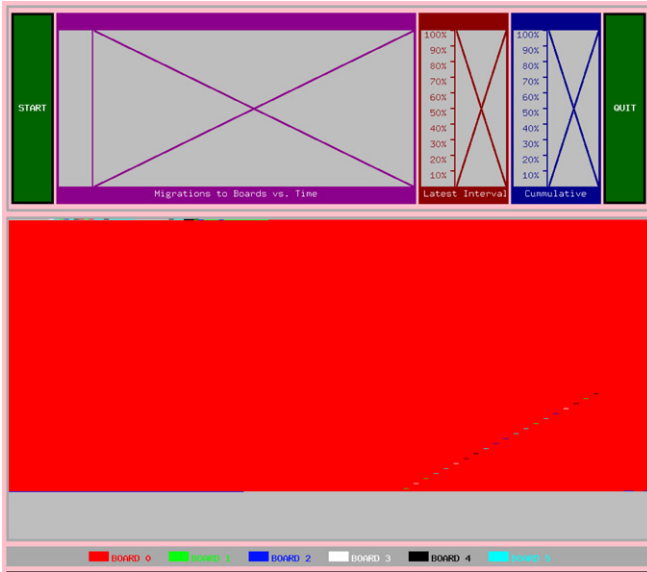 START
100%
90%
80%
70%
60%
50%
40%
30%
20%
10%
Migrations to Boards vs. Time
100%
90%
80%
70%
60%
50%
40%
30%
20%
10%
Latest Interval
Cummulative
QUIT
BOARD 0
BOARD 1
BOARD 2
BOARD 3
BOARD 4